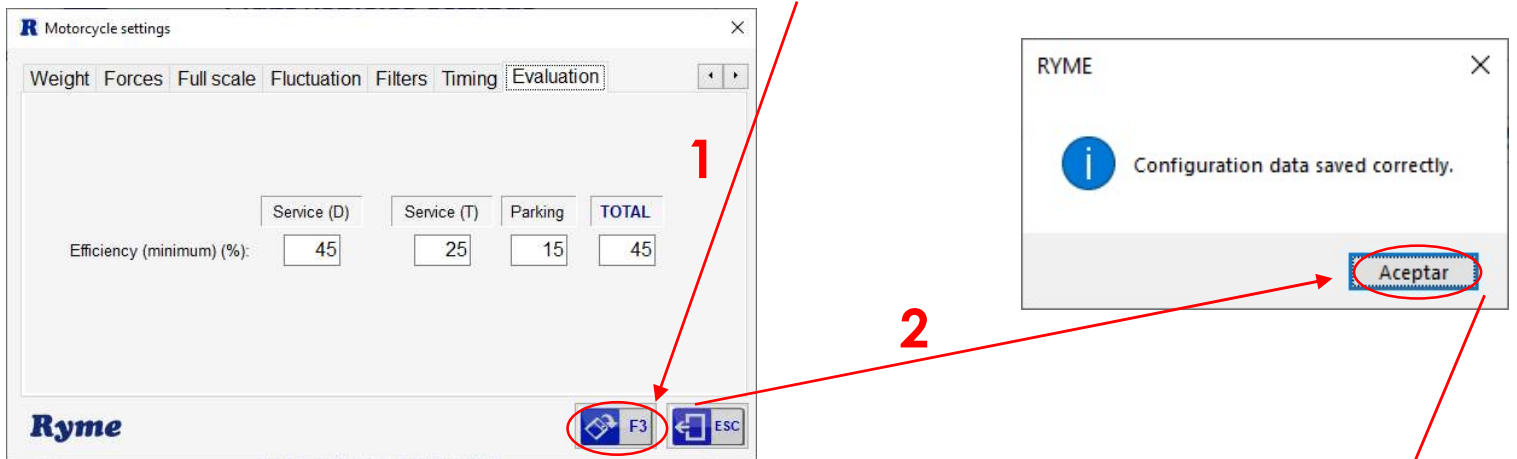 R Motorcycle settings
Weight Forces Full scale Fluctuation Filters Timing Evaluation
1
Service (D) Service (T) Parking TOTAL
Efficiency (minimum) (%): 45 25 15 45
Ryme
F3
ESC
2
RYME
i
Configuration data saved correctly.
Aceptar